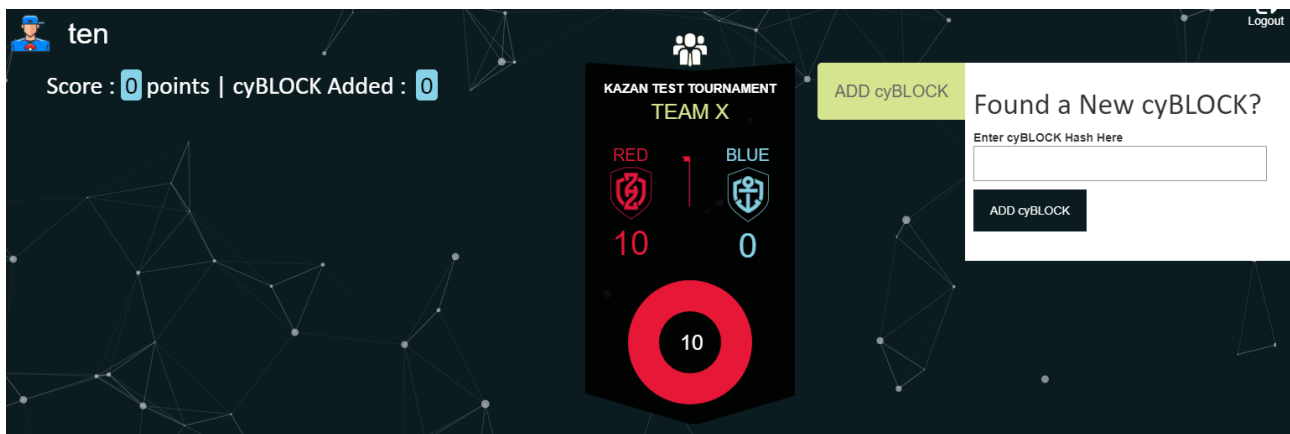 ten
Logout
Score : 0 points | cyBLOCK Added : 0
KAZAN TEST TOURNAMENT
TEAM X
RED
BLUE
10
0
10
ADD cyBLOCK
Found a New cyBLOCK?
Enter cyBLOCK Hash Here
ADD cyBLOCK